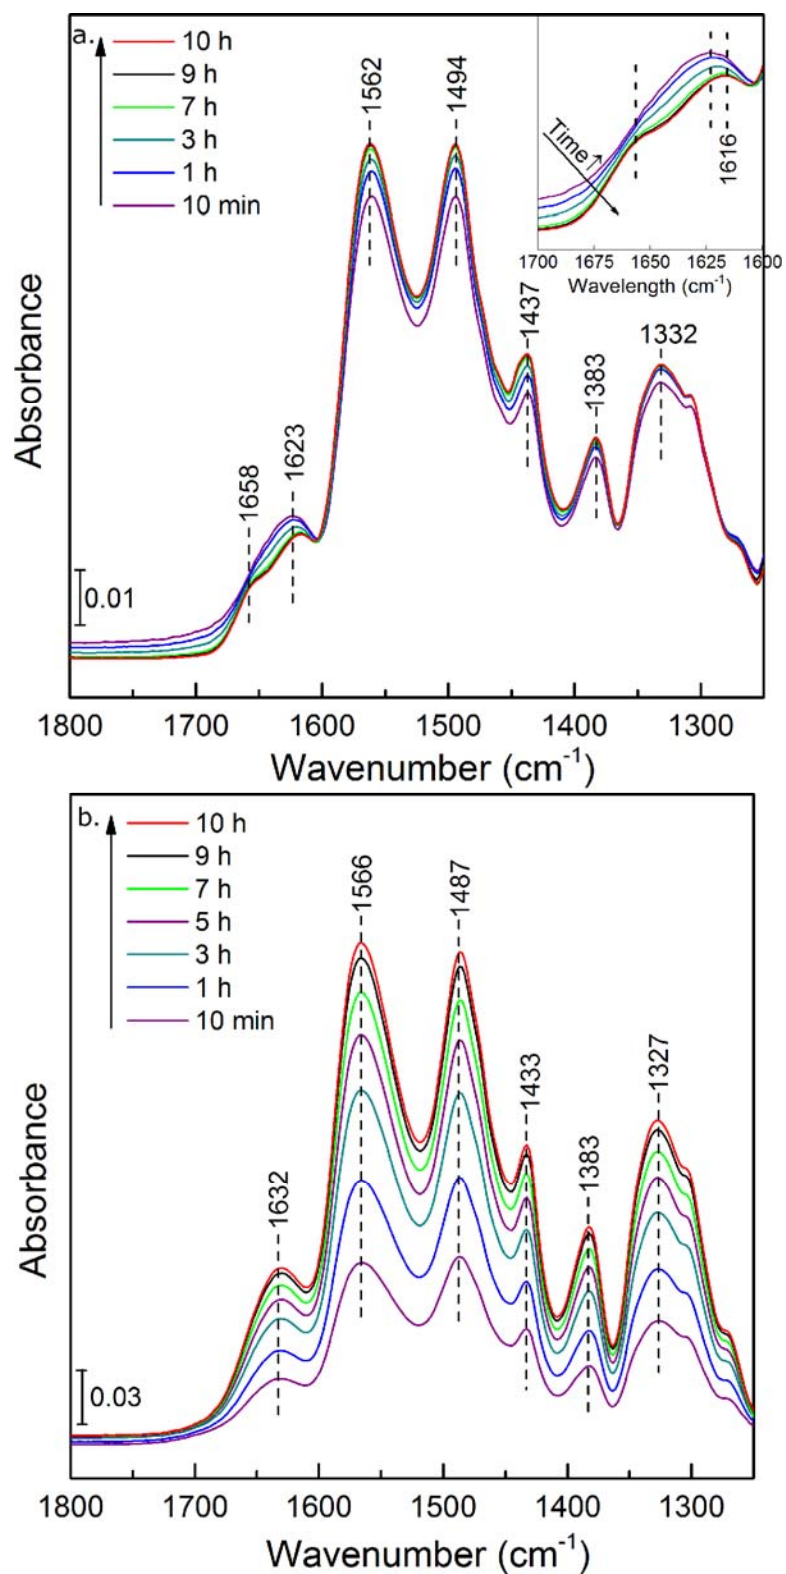 a.
10 h
9 h
7 h
3 h
1 h
10 min
1562
1494
1437
1383
1332
1658
1623
0.01
Time↗
1616
1700 1675 1650 1625 1600
Wavelength (cm-1)
Absorbance
1800 1700 1600 1500 1400 1300
Wavenumber (cm-1)
b.
10 h
9 h
7 h
5 h
3 h
1 h
10 min
1632
1566
1487
1433
1383
1327
0.03
Absorbance
1800 1700 1600 1500 1400 1300
Wavenumber (cm-1)